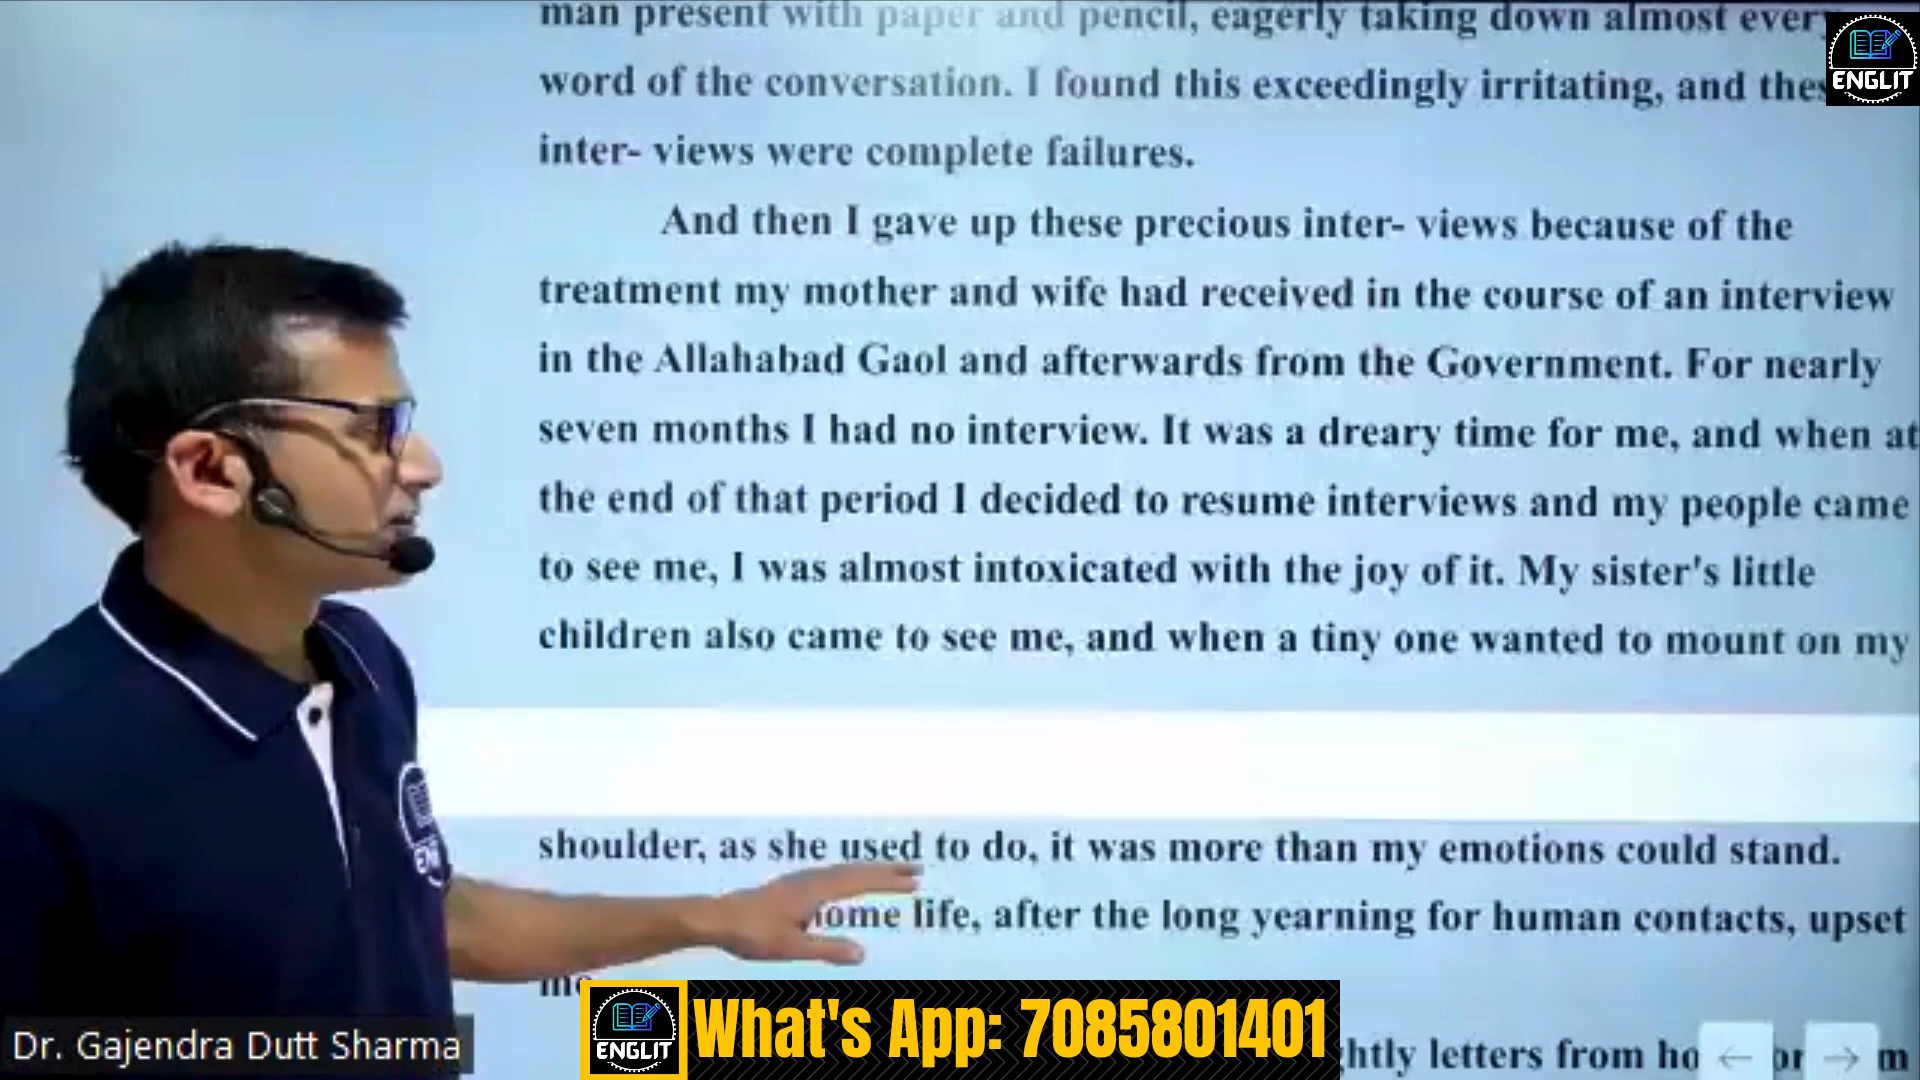 man present with paper and pencil, eagerly taking down almost every
word of the conversation. I found this exceedingly irritating, and
inter- views were complete failures.
And then I gave up these precious inter- views because of the
treatment my mother and wife had received in the course of an interview
in the Allahabad Gaol and afterwards from the Government. For nearly
seven months I had no interview. It was a dreary time for me, and when at
the end of that period I decided to resume interviews and my people came
to see me, I was almost intoxicated with the joy of it. My sister's little
children also came to see me, and when a tiny one wanted to mount on my
shoulder, as she used to do, it was more than my emotions could stand.
home life, after the long yearning for human contacts, upset
letters from
ENGLIT
ENGLIT
What's App: 7085801401
Dr. Gajendra Dutt Sharma